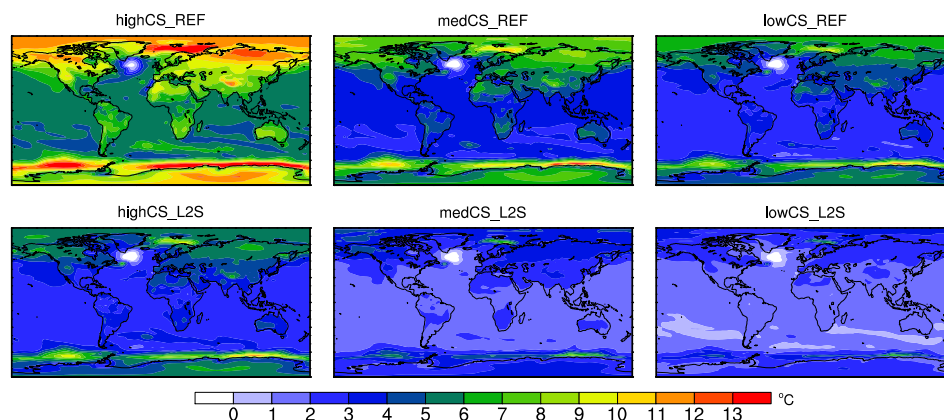 highCS_REF medCS_REF lowCS_REF
highCS_L2S medCS_L2S lowCS_L2S
0 1 2 3 4 5 6 7 8 9 10 11 12 13 °C